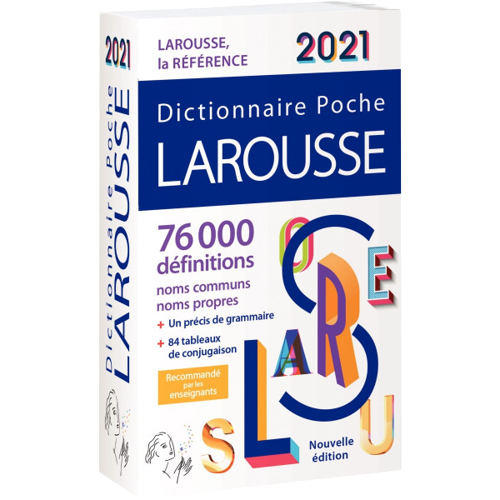 2021
Dictionnaire Poche
LAROUSSE
LAROUSSE,
la RÉFÉRENCE
2021
Dictionnaire Poche
LAROUSSE
76 000
définitions
noms communs
noms propres
+ Un précis de grammaire
+ 84 tableaux
de conjugaison
Recommandé
par les
enseignants
LAROUSSE
Nouvelle
édition